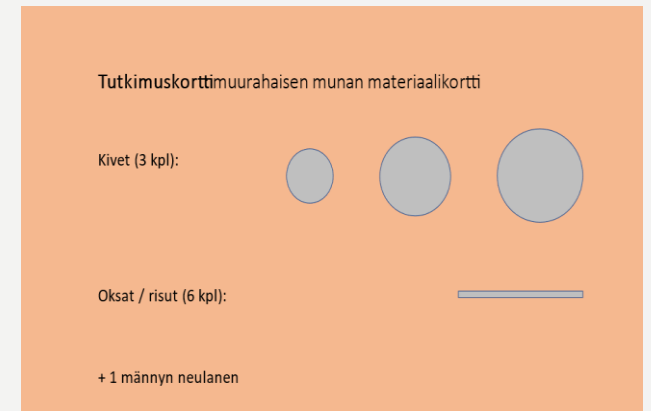 Tutkimuskorttimuurahaisen munan materiaalikortti
Kivet (3 kpl):
Oksat / risut (6 kpl):
+ 1 männyn neulanen